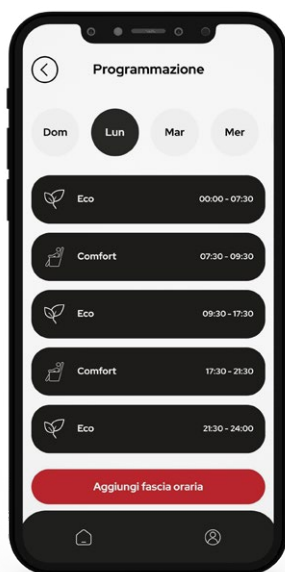 Programmazione
Dom Lun Mar Mer
Eco 00:00 - 07:30
Comfort 07:30 - 09:30
Eco 09:30 - 17:30
Comfort 17:30 - 21:30
Eco 21:30 - 24:00
Aggiungi fascia oraria